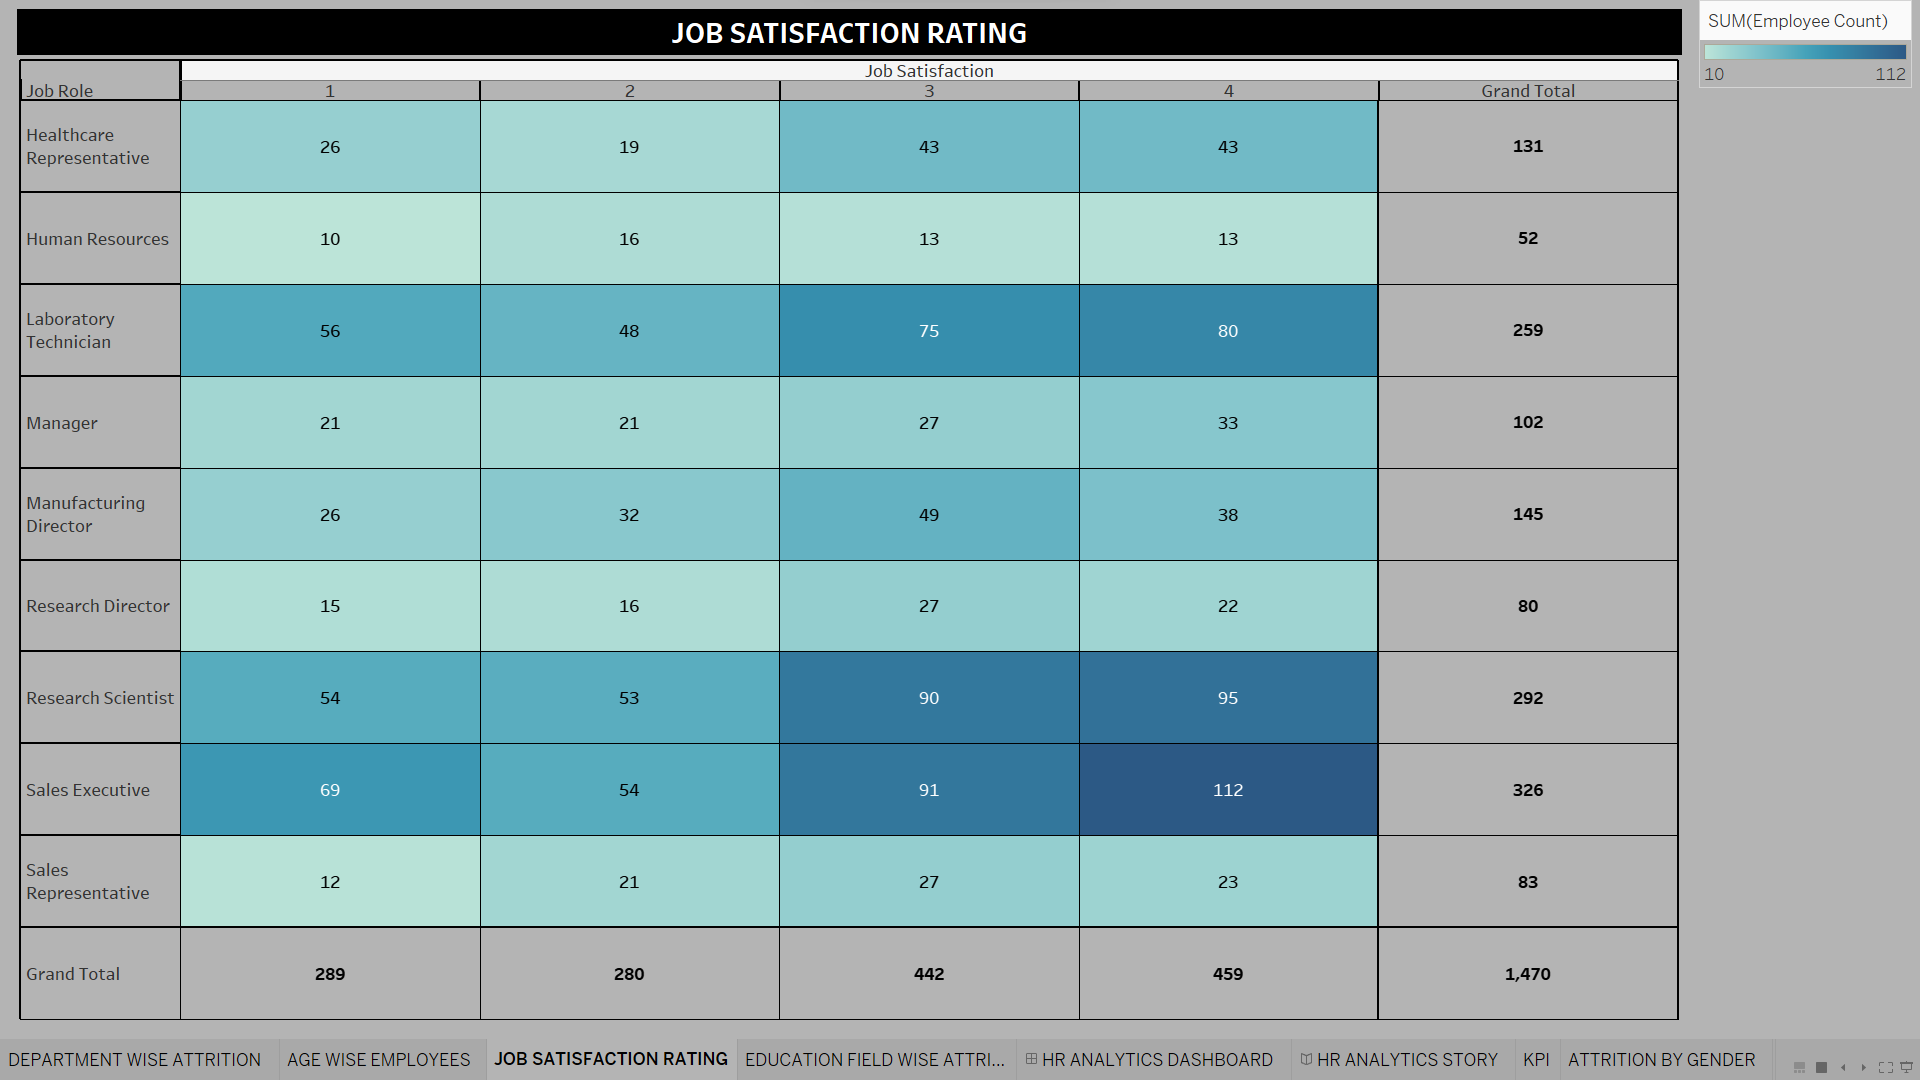 JOB SATISFACTION RATING
SUM(Employee Count)
10 112
Job Satisfaction
Job Role 1 2 3 4 Grand Total
Healthcare
Representative 26 19 43 43 131
Human Resources 10 16 13 13 52
Laboratory
Technician 56 48 75 80 259
Manager 21 21 27 33 102
Manufacturing
Director 26 32 49 38 145
Research Director 15 16 27 22 80
Research Scientist 54 53 90 95 292
Sales Executive 69 54 91 112 326
Sales
Representative 12 21 27 23 83
Grand Total 289 280 442 459 1,470
DEPARTMENT WISE ATTRITION AGE WISE EMPLOYEES JOB SATISFACTION RATING EDUCATION FIELD WISE ATTRI... HR ANALYTICS DASHBOARD HR ANALYTICS STORY KPI ATTRITION BY GENDER